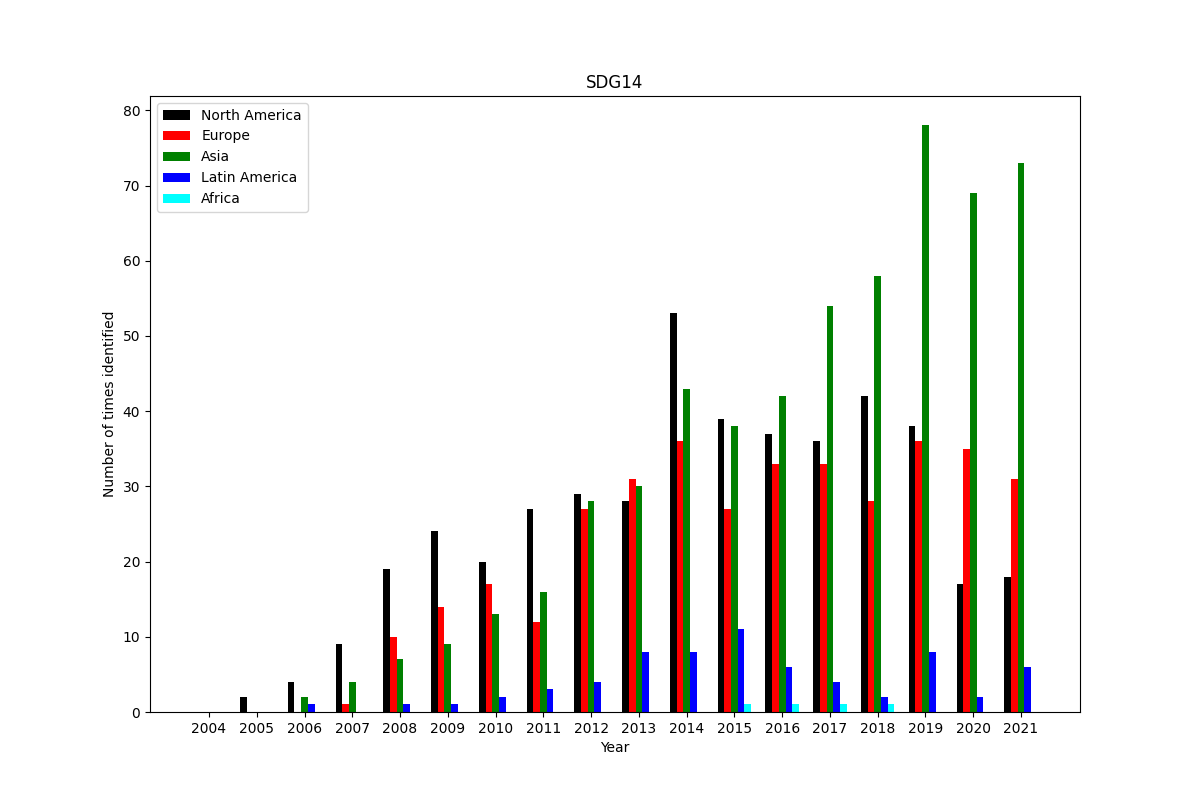 SDG14
North America
Europe
Asia
Latin America
Africa
Number of times identified
80
70
60
50
40
30
20
10
0
2004 2005 2006 2007 2008 2009 2010 2011 2012 2013 2014 2015 2016 2017 2018 2019 2020 2021
Year